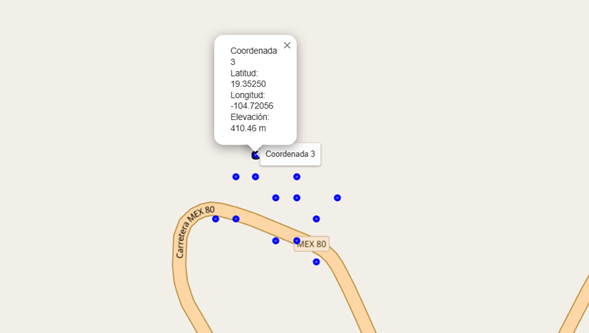 Coordenada
3
Latitud:
19.35250
Longitud:
-104.72056
Elevación:
410.46 m
×
Coordenada 3
Carretera MEX 80
MEX 80